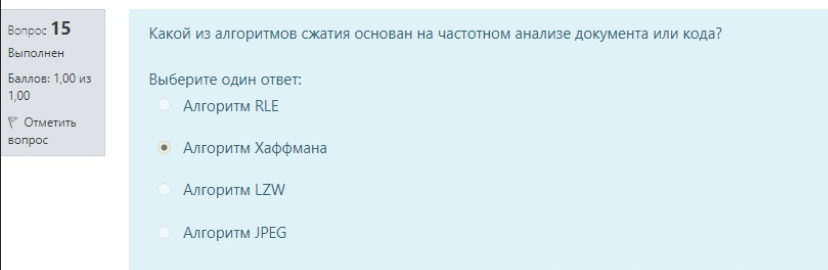 Вопрос 15
Выполнен
Баллов: 1,00 из
1,00
Отметить
вопрос
Какой из алгоритмов сжатия основан на частотном анализе документа или кода?
Выберите один ответ:
Алгоритм RLE
Алгоритм Хаффмана
Алгоритм LZW
Алгоритм JPEG